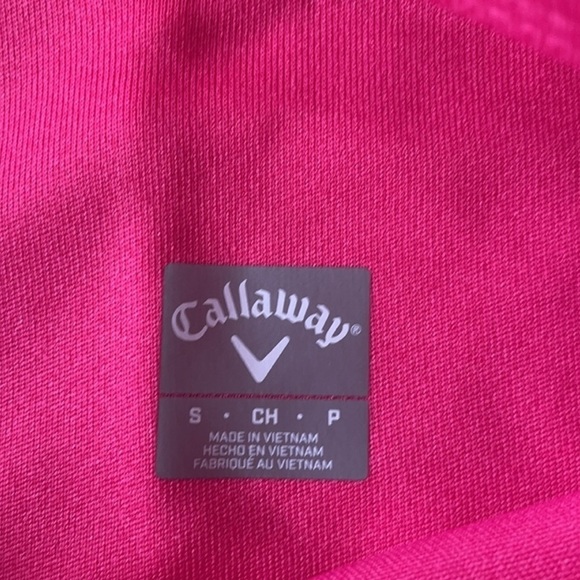 Callaway®
S · CH · P
MADE IN VIETNAM
HECHO EN VIETNAM
FABRIQUÉ AU VIETNAM